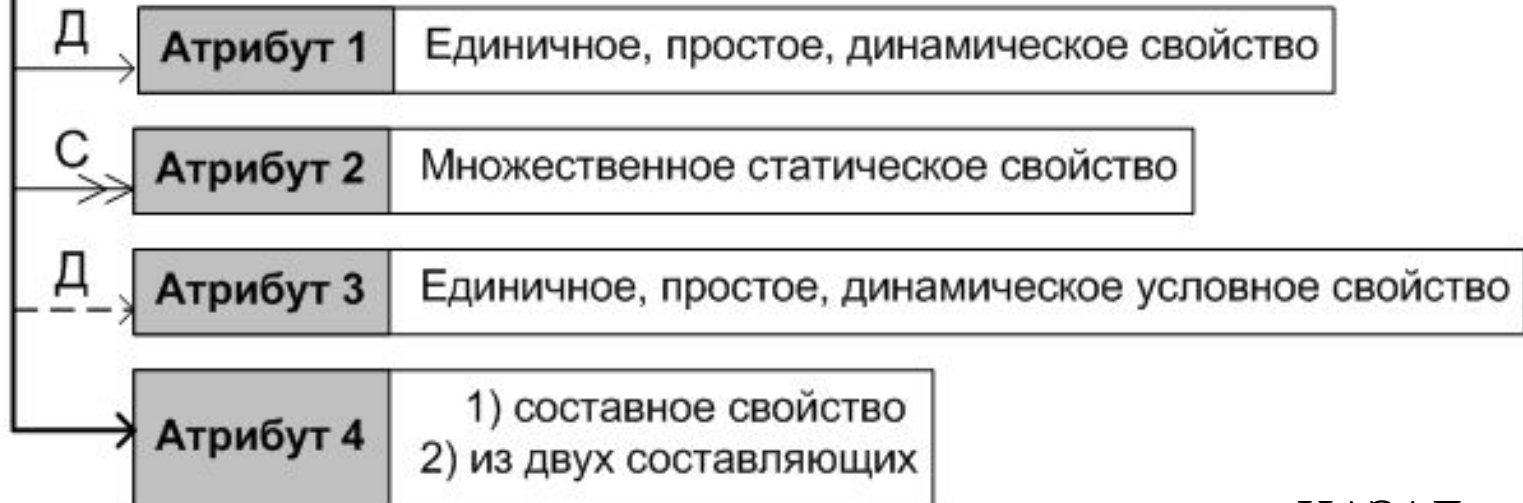 Д
Атрибут 1 Единичное, простое, динамическое свойство
С
Атрибут 2 Множественное статическое свойство
Д
Атрибут 3 Единичное, простое, динамическое условное свойство
Атрибут 4
1) составное свойство
2) из двух составляющих